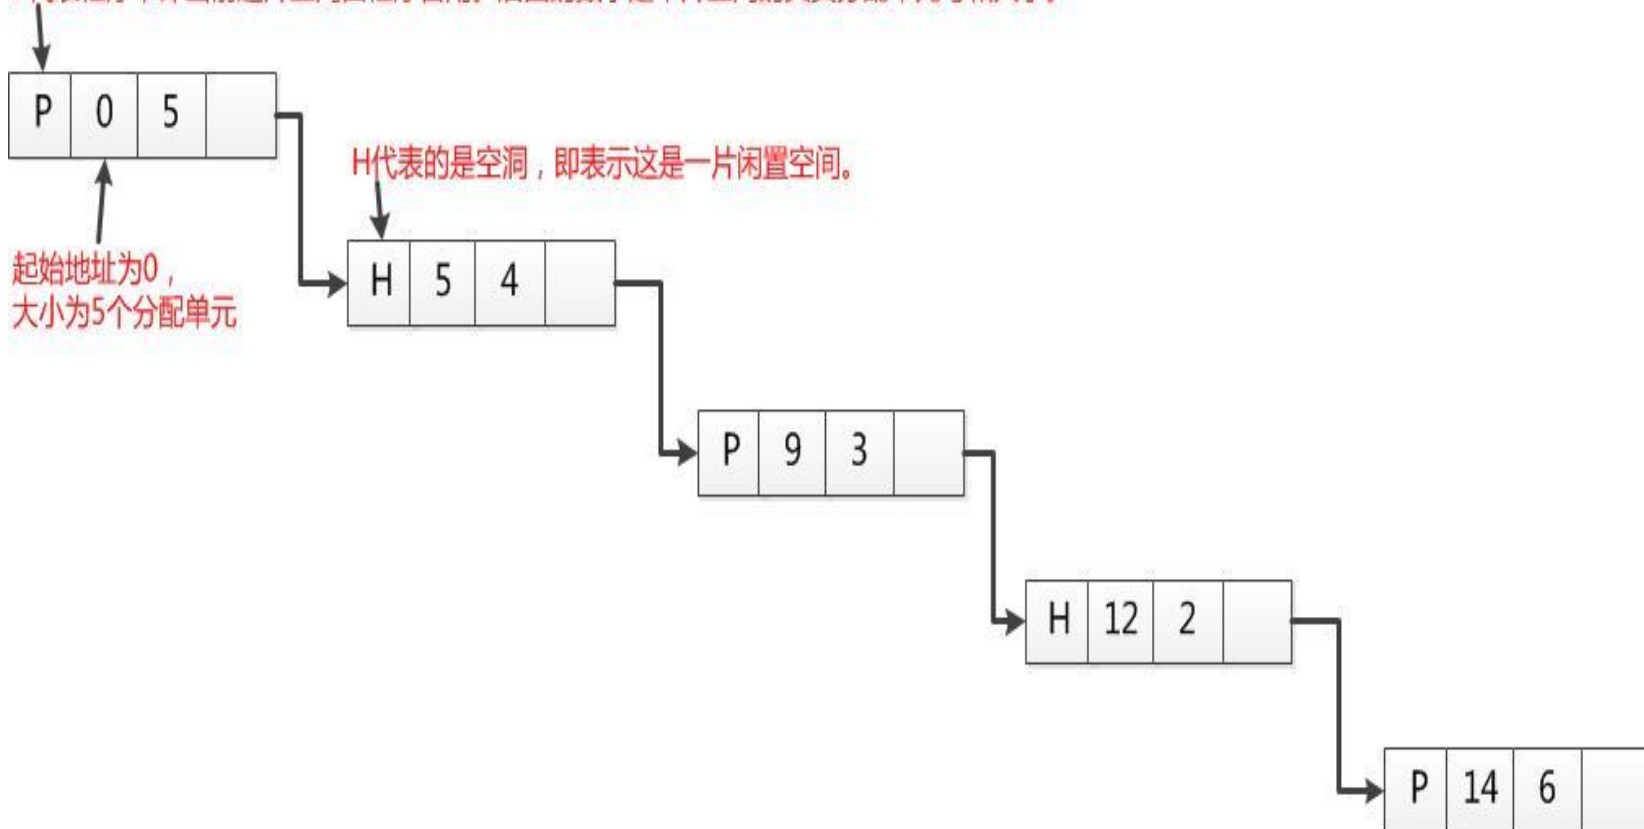 P 0 5
H代表的是空洞，即表示这是一片闲置空间。
起始地址为0，
大小为5个分配单元
H 5 4
P 9 3
H 12 2
P 14 6